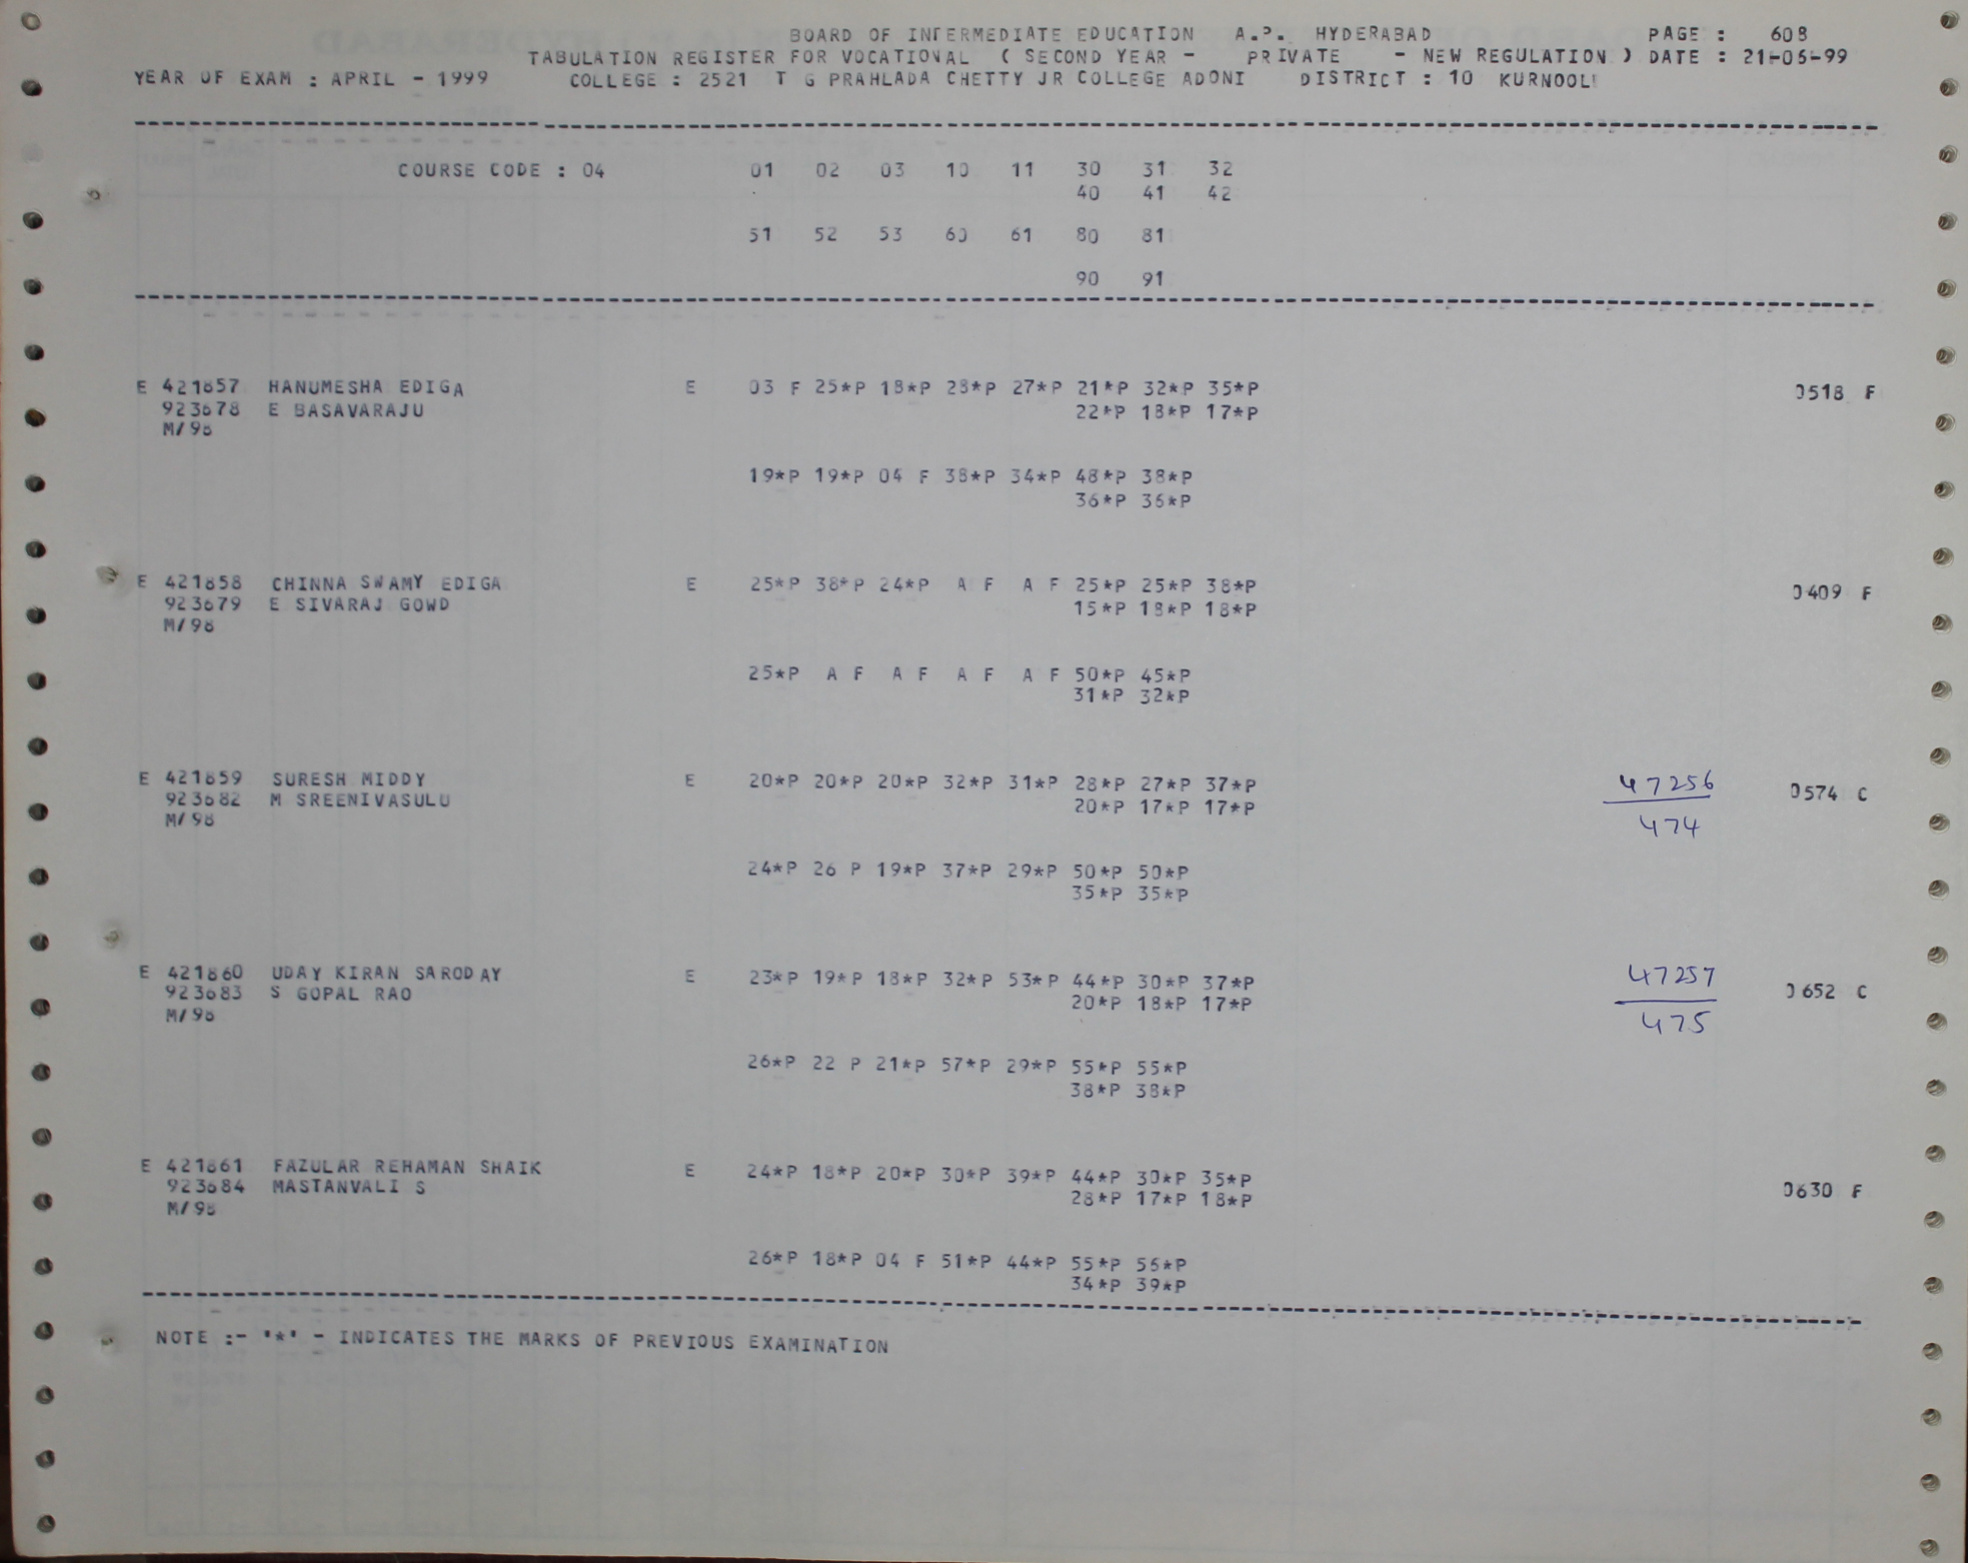 BOARD OF INTERMEDIATE EDUCATION A.P. HYDERABAD PAGE : 608
TABULATION REGISTER FOR VOCATIONAL ( SECOND YEAR - PRIVATE - NEW REGULATION ) DATE : 21-06-99
YEAR OF EXAM : APRIL - 1999 COLLEGE : 2521 T G PRAHLADA CHETTY JR COLLEGE ADONI DISTRICT : 10 KURNOOL
COURSE CODE : 04 01 02 03 10 11 30 31 32
40 41 42
51 52 53 60 61 80 81
90 91
E 421857 HANUMESHA EDIGA E 03 F 25*P 18*P 28*P 27*P 21*P 32*P 35*P 0518 F
923678 E BASAVARAJU 22*P 18*P 17*P
M/98
19*P 19*P 04 F 38*P 34*P 48*P 38*P
36*P 36*P
E 421858 CHINNA SWAMY EDIGA E 25*P 38*P 24*P A F A F 25*P 25*P 38*P 0409 F
923679 E SIVARAJ GOWD 15*P 18*P 18*P
M/98
25*P A F A F A F A F 50*P 45*P
31*P 32*P
E 421859 SURESH MIDDY E 20*P 20*P 20*P 32*P 31*P 28*P 27*P 37*P 47256 0574 C
923682 M SREENIVASULU 20*P 17*P 17*P 474
M/98
24*P 26 P 19*P 37*P 29*P 50*P 50*P
35*P 35*P
E 421860 UDAY KIRAN SARODAY E 23*P 19*P 18*P 32*P 53*P 44*P 30*P 37*P 47257 0652 C
923683 S GOPAL RAO 20*P 18*P 17*P 475
M/98
26*P 22 P 21*P 57*P 29*P 55*P 55*P
38*P 38*P
E 421861 FAZULAR REHAMAN SHAIK E 24*P 18*P 20*P 30*P 39*P 44*P 30*P 35*P 0630 F
923684 MASTANVALI S 28*P 17*P 18*P
M/98
26*P 18*P 04 F 51*P 44*P 55*P 56*P
34*P 39*P
NOTE :- '*' - INDICATES THE MARKS OF PREVIOUS EXAMINATION